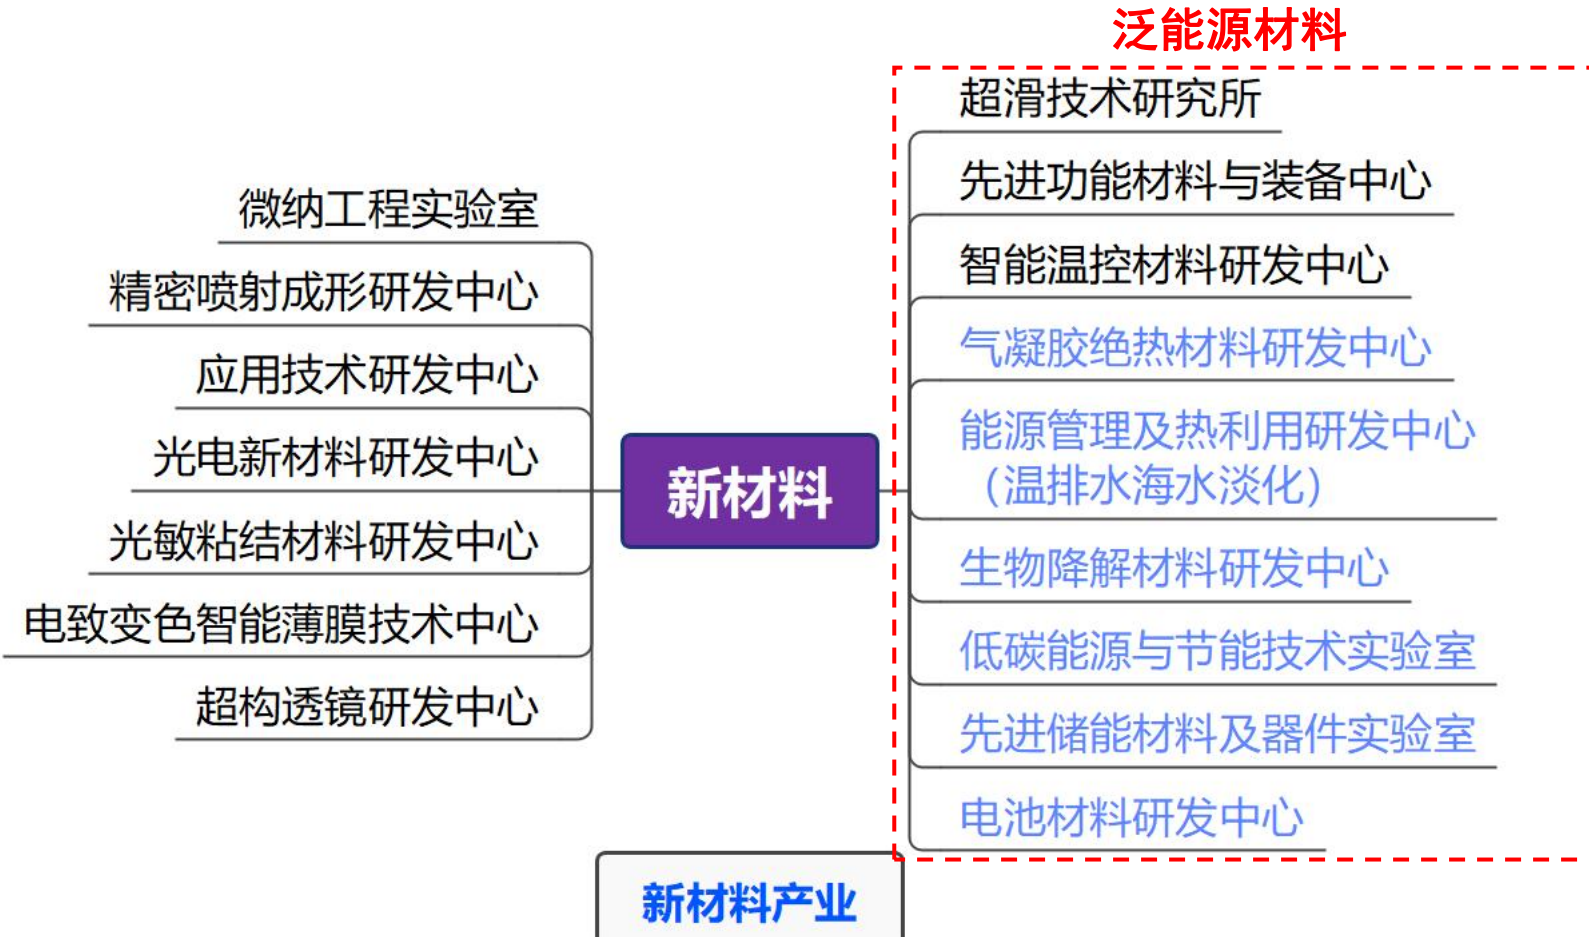 泛能源材料
超滑技术研究所
先进功能材料与装备中心
智能温控材料研发中心
气凝胶绝热材料研发中心
能源管理及热利用研发中心
（温排水海水淡化）
生物降解材料研发中心
低碳能源与节能技术实验室
先进储能材料及器件实验室
电池材料研发中心
微纳工程实验室
精密喷射成形研发中心
应用技术研发中心
光电新材料研发中心
光敏粘结材料研发中心
电致变色智能薄膜技术中心
超构透镜研发中心
新材料
新材料产业